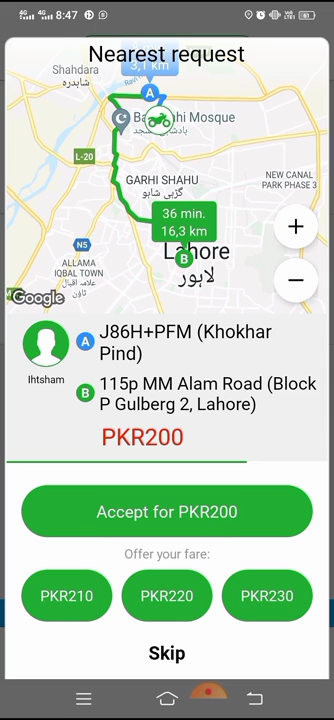 8:47
Nearest request
3,1 km
Shahdara
شاہدرہ
A
Mosque
بادشاہی مسجد
L-20
GARHI SHAHU
گڑہی شاہو
NEW CANAL
PARK PHASE 3
36 min.
16,3 km
N5
Lahore
لاہور
B
ALLAMA
IQBAL TOWN
علامہ اقبال
ٹاؤن
Google
+
−
Ihtsham
A
J86H+PFM (Khokhar
Pind)
B
115p MM Alam Road (Block
P Gulberg 2, Lahore)
PKR200
Accept for PKR200
Offer your fare:
PKR210
PKR220
PKR230
Skip